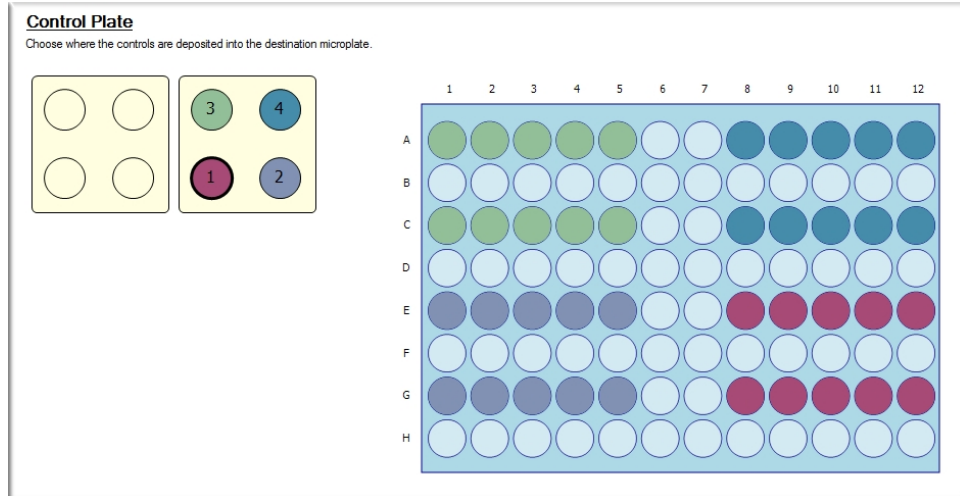 Control Plate
Choose where the controls are deposited into the destination microplate.
3 4
1 2
1 2 3 4 5 6 7 8 9 10 11 12
A
B
C
D
E
F
G
H